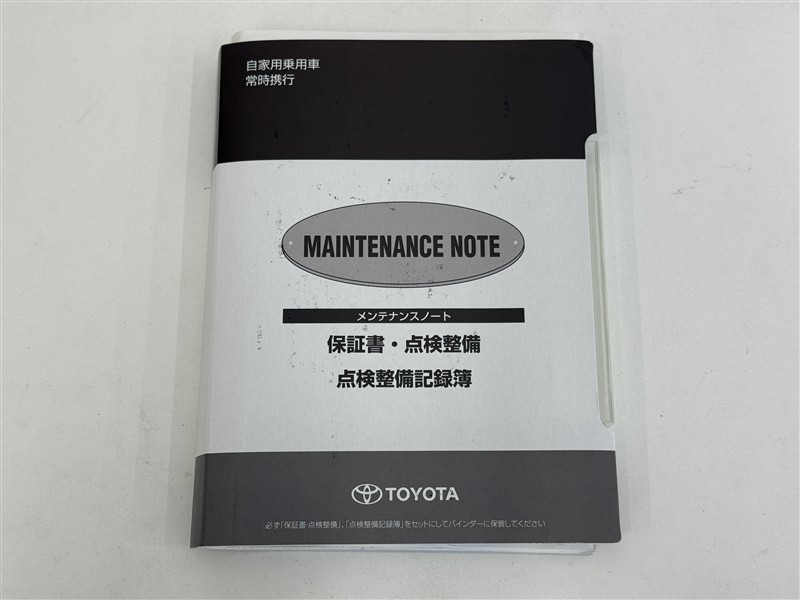 自家用乗用車
常時携行
MAINTENANCE NOTE
メンテナンスノート
保証書・点検整備
点検整備記録簿
TOYOTA
必ず「保証書・点検整備」、「点検整備記録簿」をセットにしてバインダーに保管してください